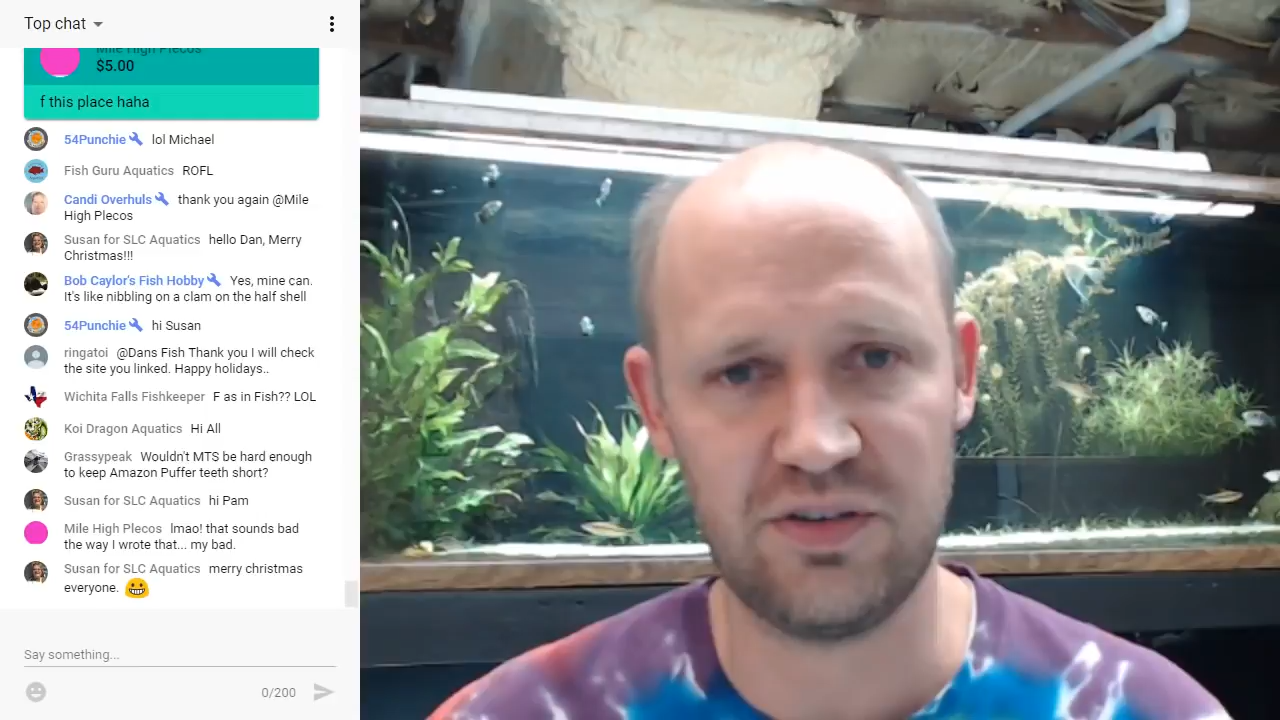 Top chat
Mile High Plecos
$5.00
f this place haha
54Punchie lol Michael
Fish Guru Aquatics ROFL
Candi Overhuls thank you again @Mile
High Plecos
Susan for SLC Aquatics hello Dan, Merry
Christmas!!!
Bob Caylor's Fish Hobby Yes, mine can.
It's like nibbling on a clam on the half shell
54Punchie hi Susan
ringatoi @Dans Fish Thank you I will check
the site you linked. Happy holidays..
Wichita Falls Fishkeeper F as in Fish?? LOL
Koi Dragon Aquatics Hi All
Grassypeak Wouldn't MTS be hard enough
to keep Amazon Puffer teeth short?
Susan for SLC Aquatics hi Pam
Mile High Plecos lmao! that sounds bad
the way I wrote that... my bad.
Susan for SLC Aquatics merry christmas
everyone.
Say something...
0/200